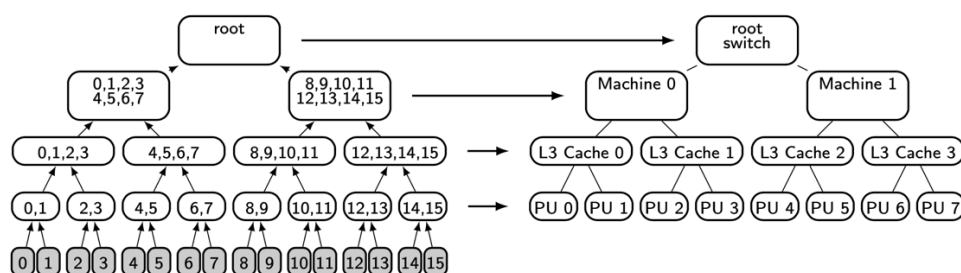 root
root
switch
0,1,2,3
4,5,6,7
8,9,10,11
12,13,14,15
Machine 0
Machine 1
0,1,2,3
4,5,6,7
8,9,10,11
12,13,14,15
L3 Cache 0
L3 Cache 1
L3 Cache 2
L3 Cache 3
0,1
2,3
4,5
6,7
8,9
10,11
12,13
14,15
PU 0
PU 1
PU 2
PU 3
PU 4
PU 5
PU 6
PU 7
0
1
2
3
4
5
6
7
8
9
10
11
12
13
14
15